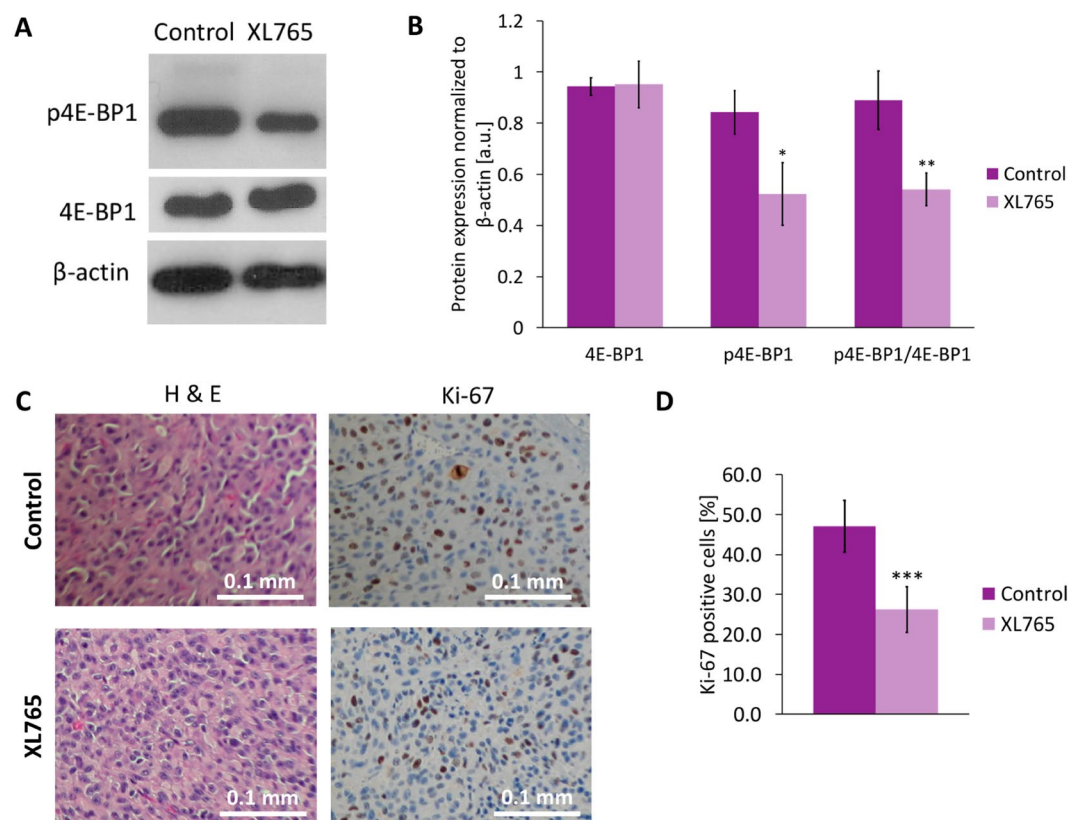 A
Control XL765
p4E-BP1
4E-BP1
β-actin
B
Protein expression normalized to
β-actin [a.u.]
1.2
1
0.8
0.6
0.4
0.2
0
*
**
4E-BP1
p4E-BP1
p4E-BP1/4E-BP1
Control
XL765
C
H & E
Ki-67
Control
0.1 mm
0.1 mm
XL765
0.1 mm
0.1 mm
D
Ki-67 positive cells [%]
60.0
50.0
40.0
30.0
20.0
10.0
0.0
***
Control
XL765